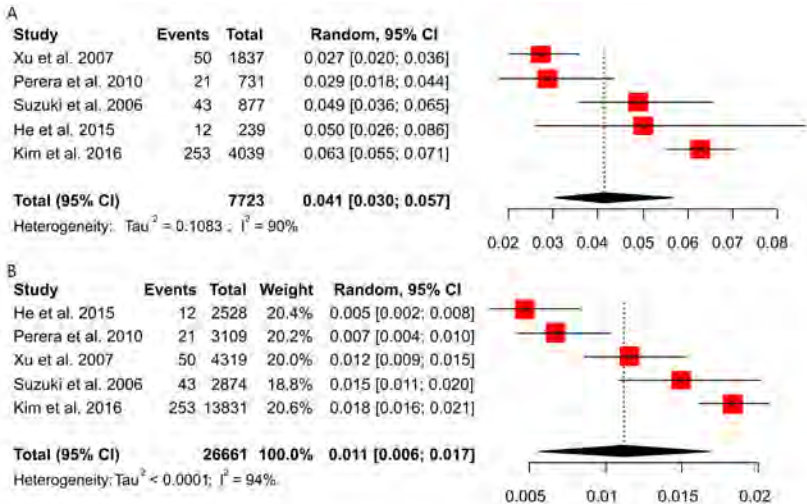 A
Study Events Total Random, 95% CI
Xu et al. 2007 50 1837 0.027 [0.020; 0.036]
Perera et al. 2010 21 731 0.029 [0.018; 0.044]
Suzuki et al. 2006 43 877 0.049 [0.036; 0.065]
He et al. 2015 12 239 0.050 [0.026; 0.086]
Kim et al. 2016 253 4039 0.063 [0.055; 0.071]
Total (95% CI) 7723 0.041 [0.030; 0.057]
Heterogeneity: Tau² = 0.1083 ; I² = 90%
0.02 0.03 0.04 0.05 0.06 0.07 0.08
B
Study Events Total Weight Random, 95% CI
He et al. 2015 12 2528 20.4% 0.005 [0.002; 0.008]
Perera et al. 2010 21 3109 20.2% 0.007 [0.004; 0.010]
Xu et al. 2007 50 4319 20.0% 0.012 [0.009; 0.015]
Suzuki et al. 2006 43 2874 18.8% 0.015 [0.011; 0.020]
Kim et al. 2016 253 13831 20.6% 0.018 [0.016; 0.021]
Total (95% CI) 26661 100.0% 0.011 [0.006; 0.017]
Heterogeneity: Tau² < 0.0001; I² = 94%
0.005 0.01 0.015 0.02